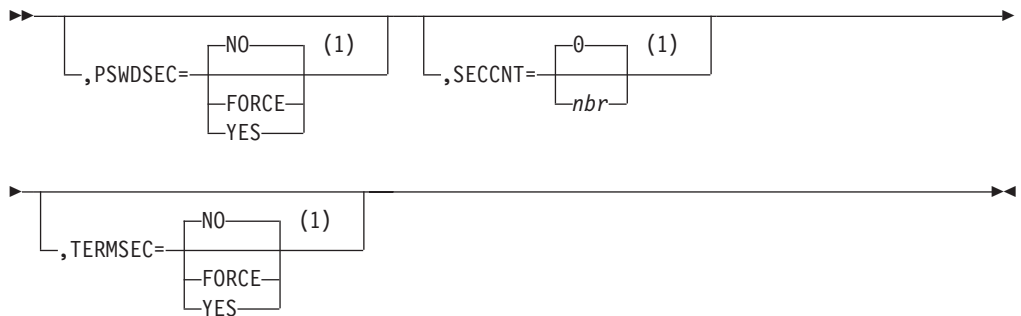 NO (1) 0 (1)
,PSWDSEC= ,SECCNT=
FORCE nbr
YES
NO (1)
,TERMSEC=
FORCE
YES